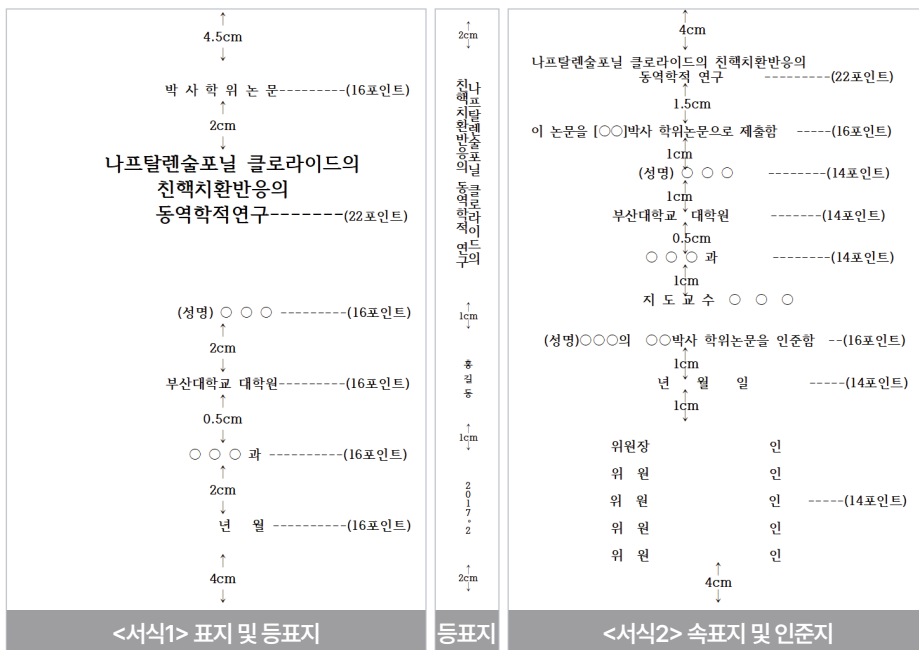 4.5cm
박 사 학 위 논 문----------(16포인트)
2cm
나프탈렌술포닐 클로라이드의
친핵치환반응의
동역학적연구-------(22포인트)
(성명) ○ ○ ○ ---------(16포인트)
2cm
부산대학교 대학원---------(16포인트)
0.5cm
○ ○ ○ 과 ----------(16포인트)
2cm
년 월 ----------(16포인트)
4cm
<서식1> 표지 및 등표지
2cm
나프탈렌술포닐 클로라이드의
친핵치환반응의 동역학적 연구
1cm
홍길동
1cm
2017。2
2cm
등표지
4cm
나프탈렌술포닐 클로라이드의 친핵치환반응의
동역학적 연구 ---------(22포인트)
1.5cm
이 논문을 [○○]박사 학위논문으로 제출함 -----(16포인트)
1cm
(성명) ○ ○ ○ --------(14포인트)
1cm
부산대학교 대학원 --------(14포인트)
0.5cm
○ ○ ○ 과 --------(14포인트)
1cm
지 도 교 수 ○ ○ ○
(성명)○○○의 ○○박사 학위논문을 인준함 --(16포인트)
1cm
년 월 일 -----(14포인트)
1cm
위원장 인
위 원 인
위 원 인 -----(14포인트)
위 원 인
위 원 인
4cm
<서식2> 속표지 및 인준지